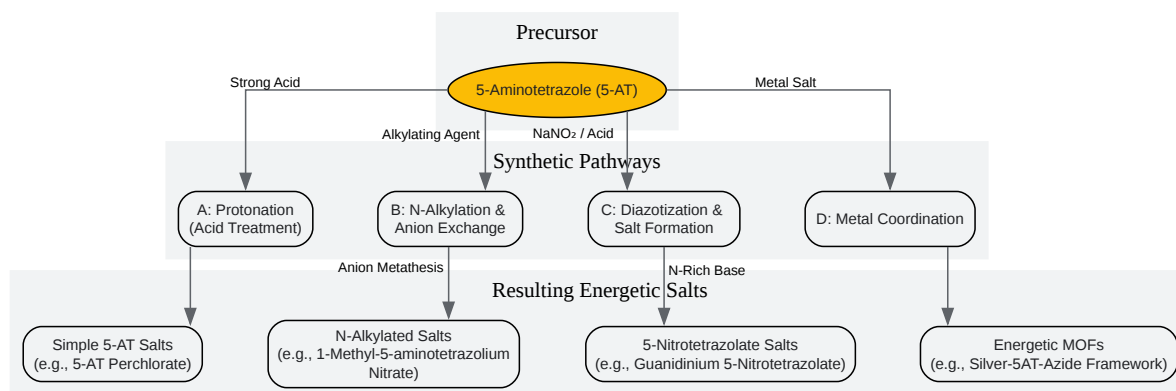 Precursor
5-Aminotetrazole (5-AT)
Strong Acid
Metal Salt
Alkylating Agent
NaNO₂ / Acid
Synthetic Pathways
A: Protonation
(Acid Treatment)
B: N-Alkylation &
Anion Exchange
C: Diazotization &
Salt Formation
D: Metal Coordination
Anion Metathesis
N-Rich Base
Resulting Energetic Salts
Simple 5-AT Salts
(e.g., 5-AT Perchlorate)
N-Alkylated Salts
(e.g., 1-Methyl-5-aminotetrazolium
Nitrate)
5-Nitrotetrazolate Salts
(e.g., Guanidinium 5-Nitrotetrazolate)
Energetic MOFs
(e.g., Silver-5AT-Azide Framework)